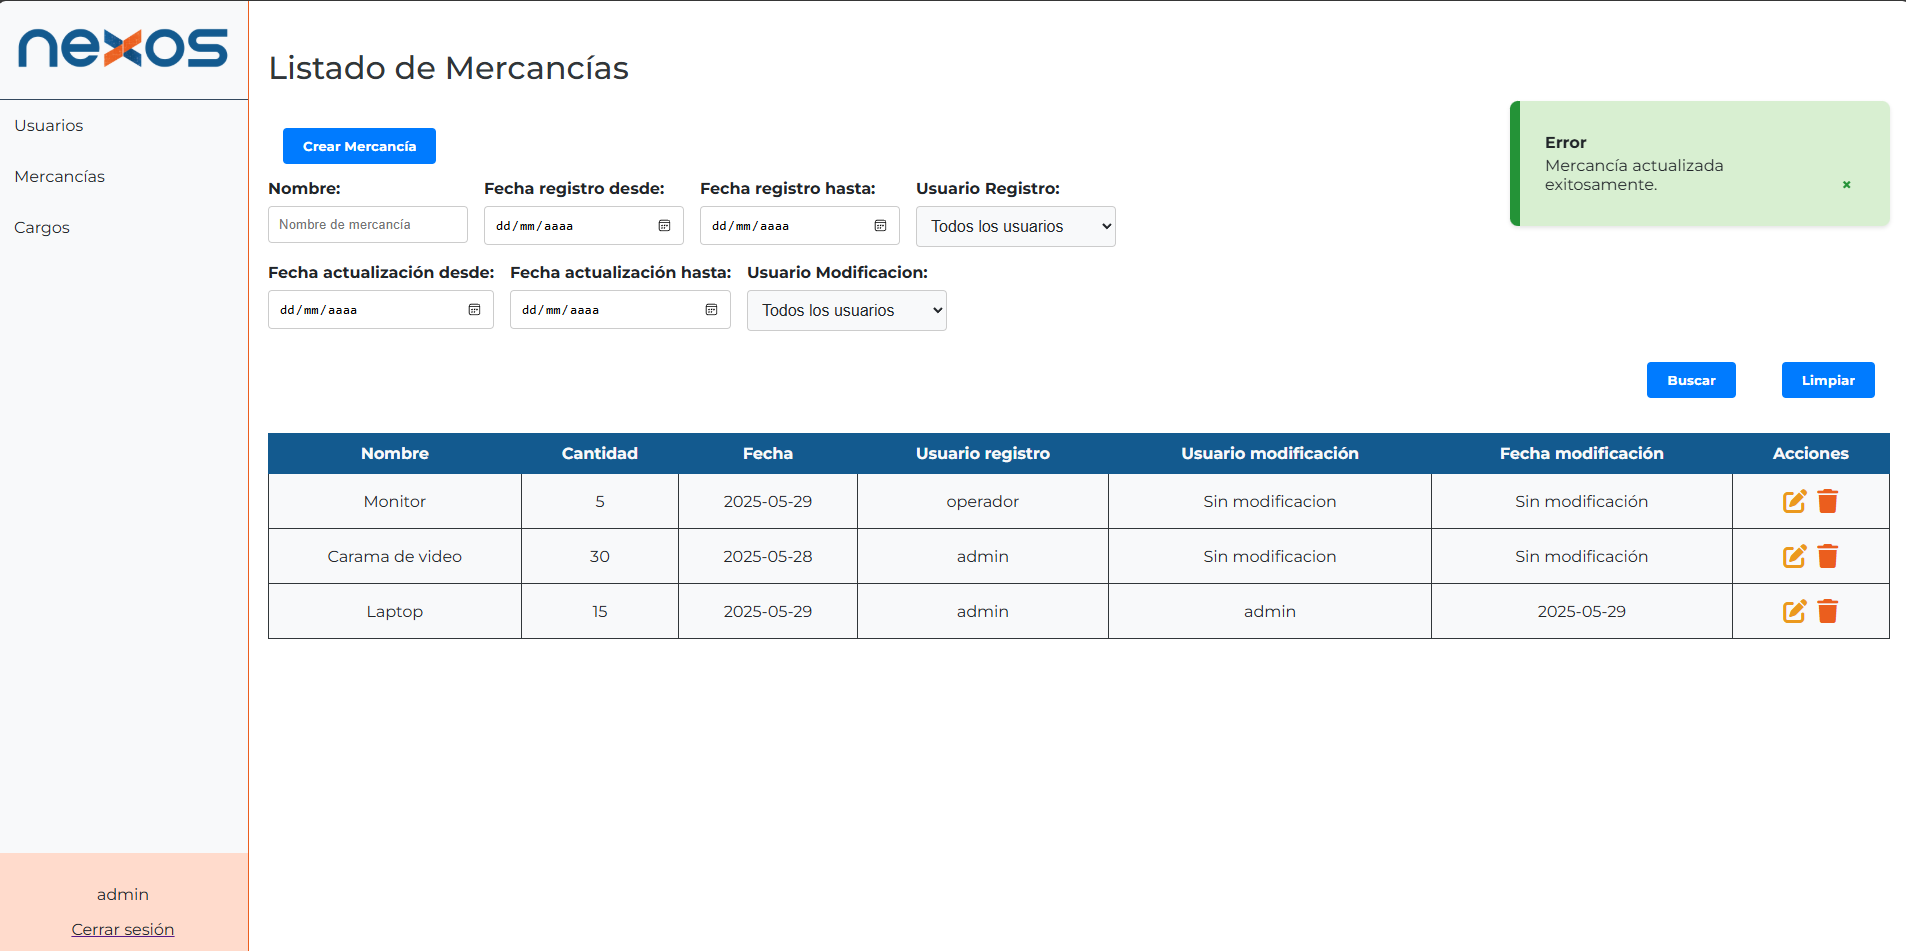 nexos
Usuarios
Mercancías
Cargos
admin
Cerrar sesión
Listado de Mercancías
Crear Mercancía
Error
Mercancía actualizada
exitosamente.
×
Nombre: Fecha registro desde: Fecha registro hasta: Usuario Registro:
Nombre de mercancía dd/mm/aaaa dd/mm/aaaa Todos los usuarios
Fecha actualización desde: Fecha actualización hasta: Usuario Modificacion:
dd/mm/aaaa dd/mm/aaaa Todos los usuarios
Buscar Limpiar
Nombre Cantidad Fecha Usuario registro Usuario modificación Fecha modificación Acciones
Monitor 5 2025-05-29 operador Sin modificacion Sin modificación
Carama de video 30 2025-05-28 admin Sin modificacion Sin modificación
Laptop 15 2025-05-29 admin admin 2025-05-29